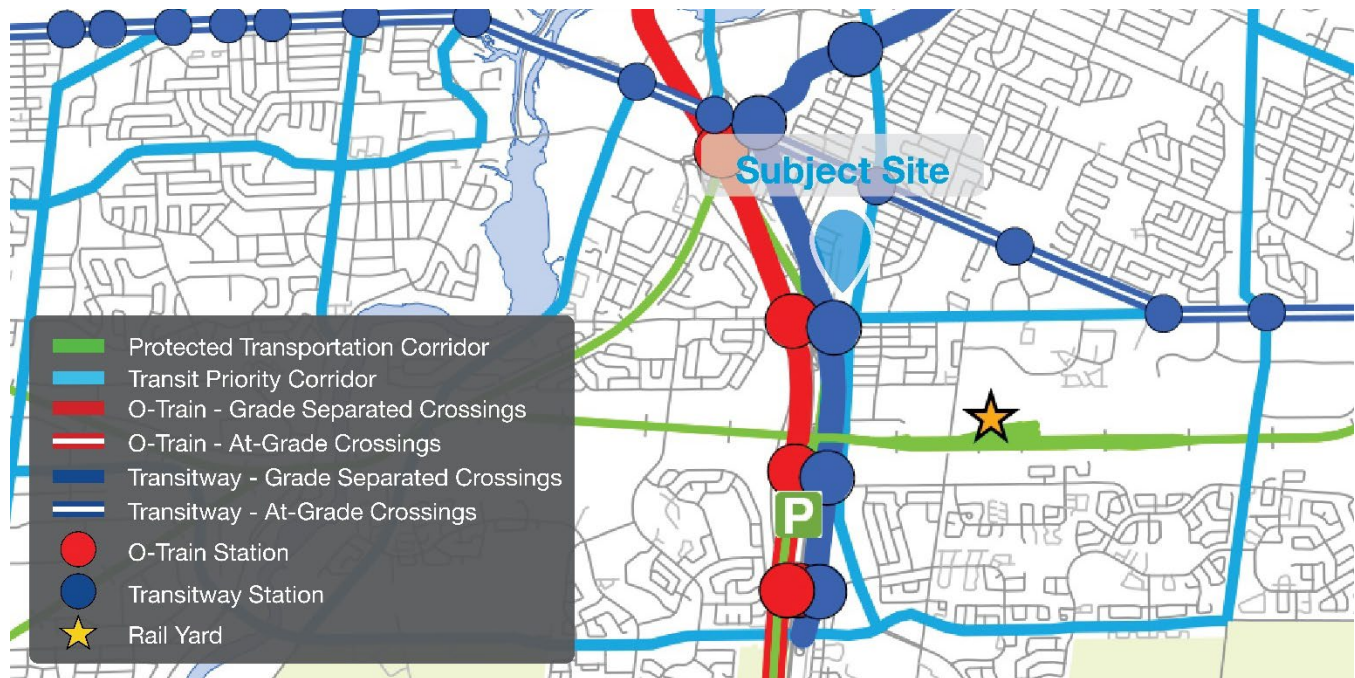 Subject Site
Protected Transportation Corridor
Transit Priority Corridor
O-Train - Grade Separated Crossings
O-Train - At-Grade Crossings
Transitway - Grade Separated Crossings
Transitway - At-Grade Crossings
O-Train Station
Transitway Station
Rail Yard
P